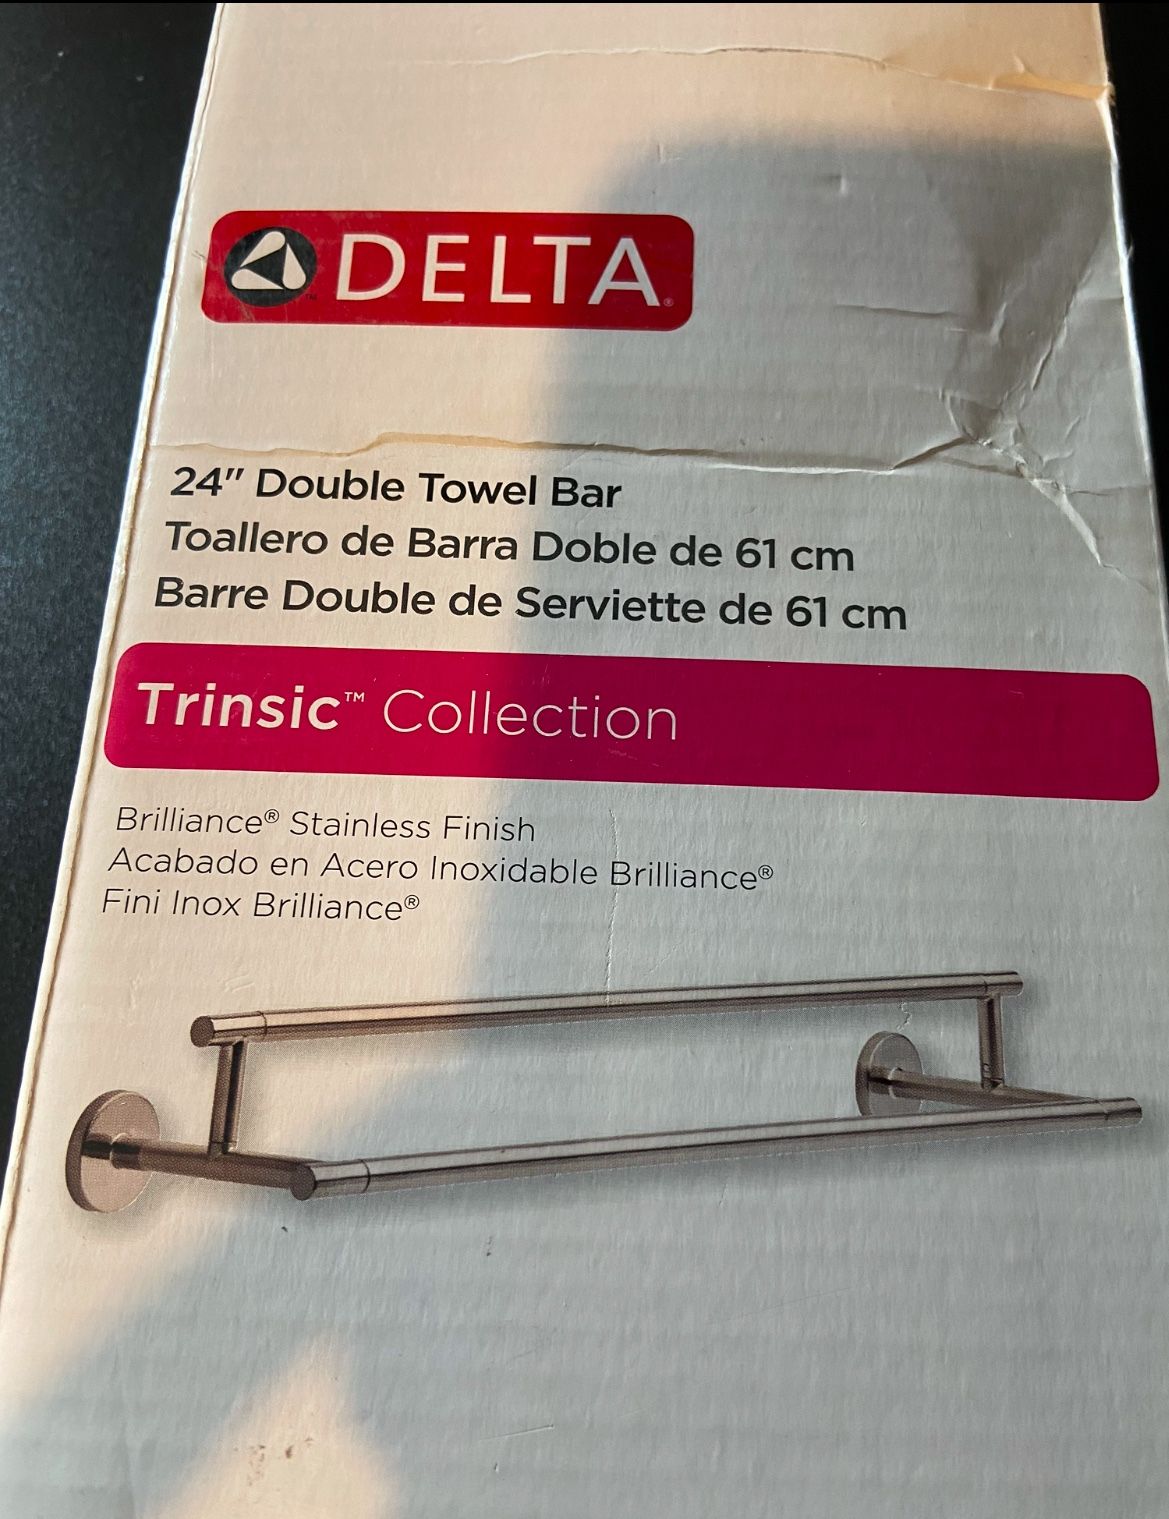 DELTA®
24" Double Towel Bar
Toallero de Barra Doble de 61 cm
Barre Double de Serviette de 61 cm
Trinsic™ Collection
Brilliance® Stainless Finish
Acabado en Acero Inoxidable Brilliance®
Fini Inox Brilliance®